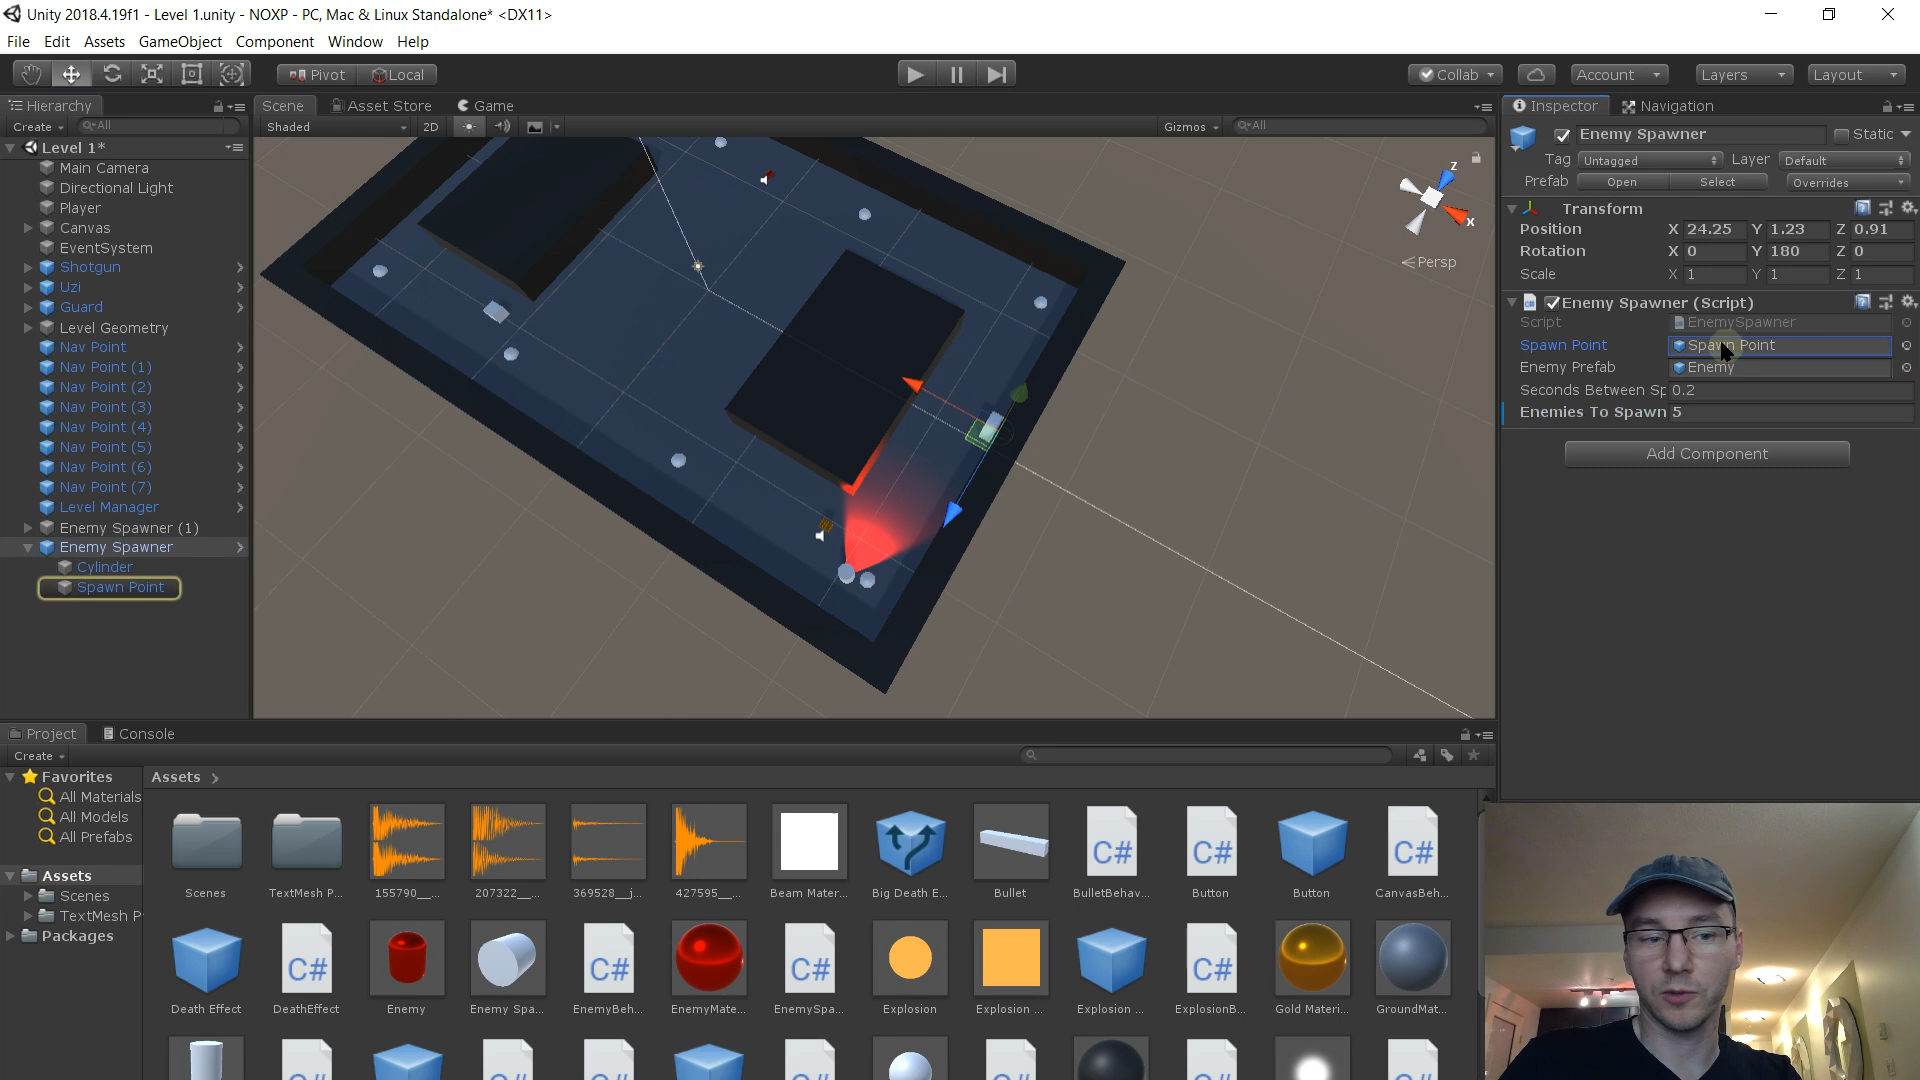 Unity 2018.4.19f1 - Level 1.unity - NOXP - PC, Mac & Linux Standalone* <DX11>
File Edit Assets GameObject Component Window Help
Pivot Local Collab Account Layers Layout
Hierarchy
Create All
Level 1*
Main Camera
Directional Light
Player
Canvas
EventSystem
Shotgun
Uzi
Guard
Level Geometry
Nav Point
Nav Point (1)
Nav Point (2)
Nav Point (3)
Nav Point (4)
Nav Point (5)
Nav Point (6)
Nav Point (7)
Level Manager
Enemy Spawner (1)
Enemy Spawner
Cylinder
Spawn Point
Scene Asset Store Game
Shaded 2D Gizmos All
z
x
Persp
Inspector Navigation
Enemy Spawner Static
Tag Untagged Layer Default
Prefab Open Select Overrides
Transform
Position X 24.25 Y 1.23 Z 0.91
Rotation X 0 Y 180 Z 0
Scale X 1 Y 1 Z 1
Enemy Spawner (Script)
Script EnemySpawner
Spawn Point Spawn Point
Enemy Prefab Enemy
Seconds Between Sp 0.2
Enemies To Spawn 5
Add Component
Project Console
Create
Favorites
All Materials
All Models
All Prefabs
Assets
Scenes
TextMesh P
Packages
Assets
Scenes TextMesh P... 155790__... 207322__... 369528__j... 427595__... Beam Mater... Big Death E... Bullet BulletBehav... Button Button CanvasBeh...
C# C# C#
Death Effect DeathEffect Enemy Enemy Spa... EnemyBeh... EnemyMate... EnemySpa... Explosion Explosion ... Explosion ... ExplosionB... Gold Materi... GroundMat...
C# C# C# C#
C# C# C# C# C# C# C#